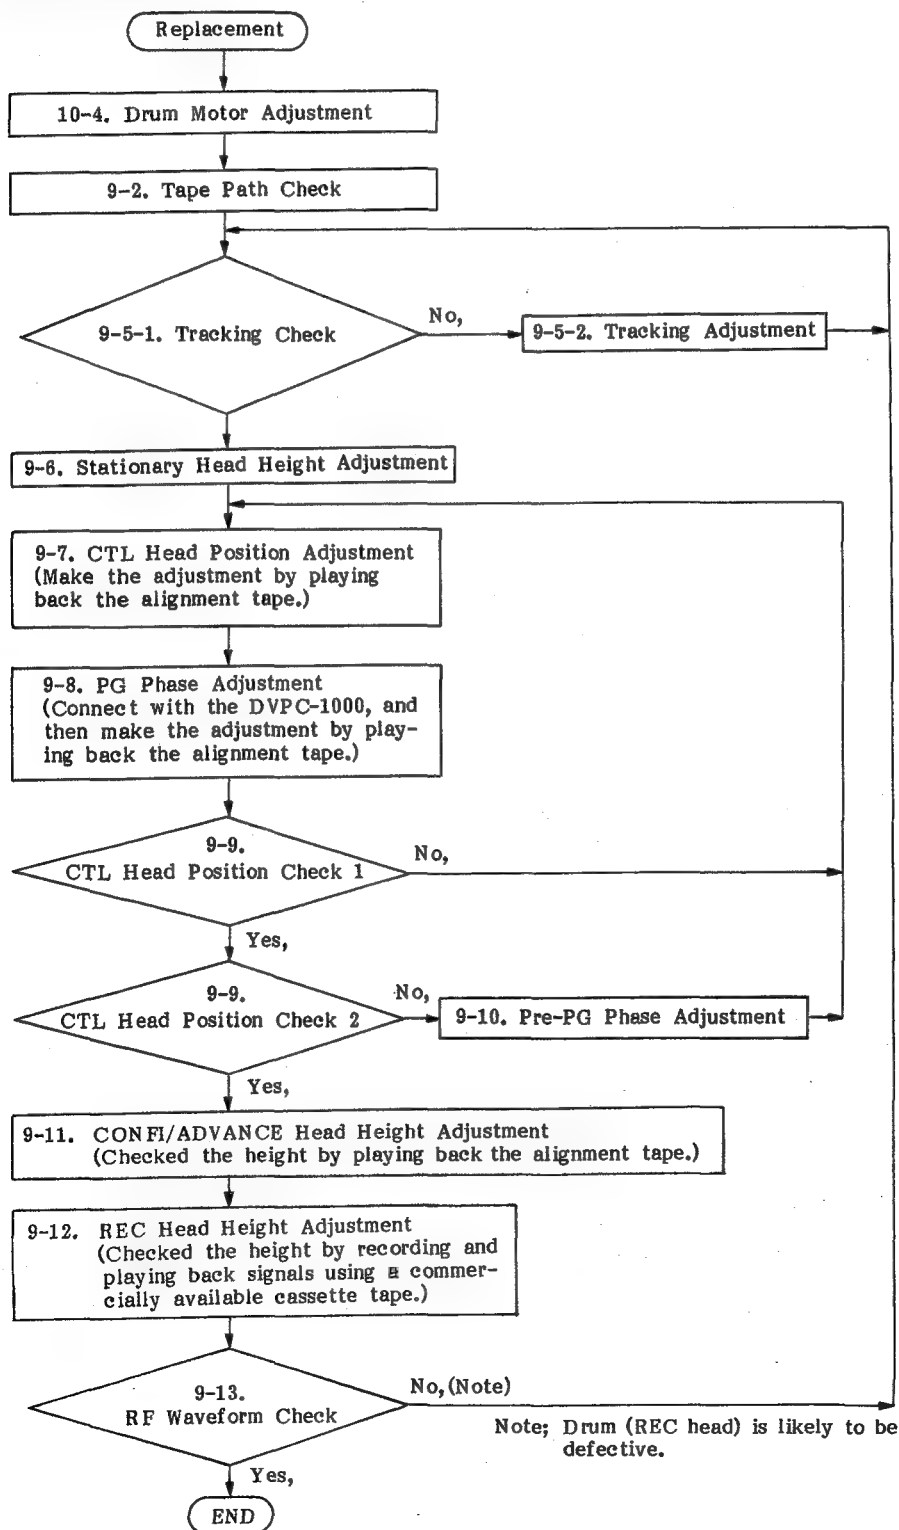 Replacement
10-4. Drum Motor Adjustment
9-2. Tape Path Check
9-5-1. Tracking Check
No,
9-5-2. Tracking Adjustment
9-6. Stationary Head Height Adjustment
9-7. CTL Head Position Adjustment
(Make the adjustment by playing
back the alignment tape.)
9-8. PG Phase Adjustment
(Connect with the DVPC-1000, and
then make the adjustment by play-
ing back the alignment tape.)
9-9.
CTL Head Position Check 1
No,
Yes,
9-9.
CTL Head Position Check 2
No,
9-10. Pre-PG Phase Adjustment
Yes,
9-11. CONFI/ADVANCE Head Height Adjustment
(Checked the height by playing back the alignment tape.)
9-12. REC Head Height Adjustment
(Checked the height by recording and
playing back signals using a commer-
cially available cassette tape.)
9-13.
RF Waveform Check
No,(Note)
Note; Drum (REC head) is likely to be
defective.
Yes,
END